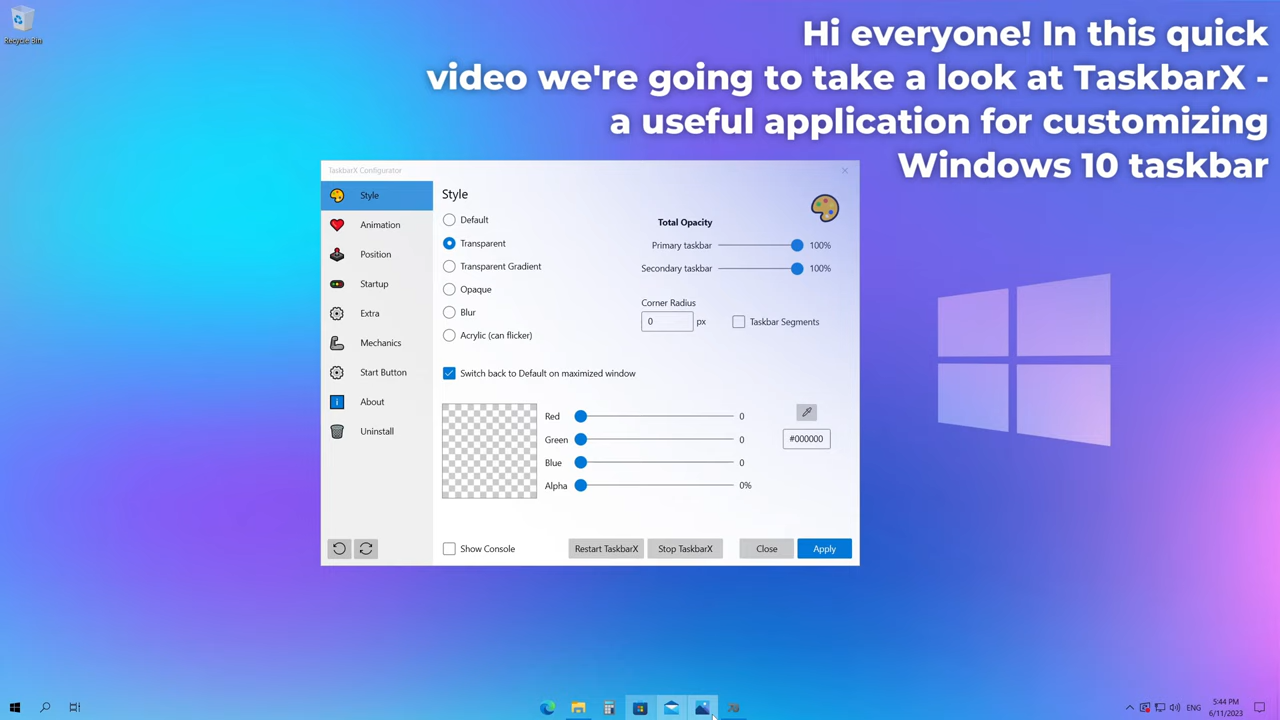 Recycle Bin
Hi everyone! In this quick
video we're going to take a look at TaskbarX -
a useful application for customizing
Windows 10 taskbar
TaskbarX Configurator
Style
Animation
Position
Startup
Extra
Mechanics
Start Button
About
Uninstall
Style
Default
Transparent
Transparent Gradient
Opaque
Blur
Acrylic (can flicker)
Total Opacity
Primary taskbar 100%
Secondary taskbar 100%
Corner Radius
0 px
Taskbar Segments
Switch back to Default on maximized window
Red 0
Green 0
Blue 0
Alpha 0%
#000000
Show Console
Restart TaskbarX
Stop TaskbarX
Close
Apply
ENG
5:44 PM
6/11/2023